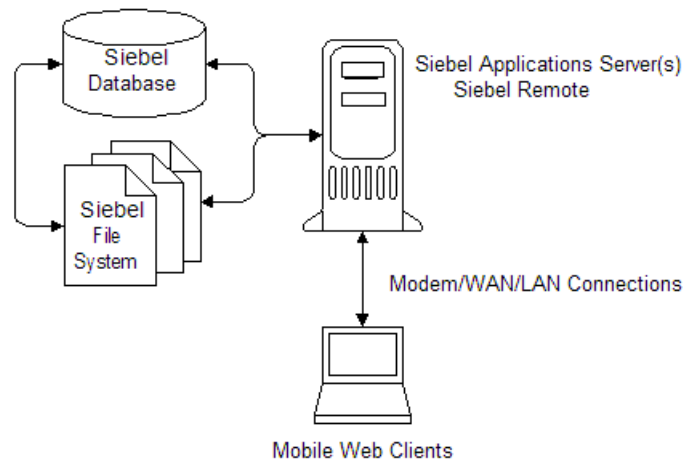 Siebel
Database
Siebel Applications Server(s)
Siebel Remote
Siebel
File
System
Modem/WAN/LAN Connections
Mobile Web Clients